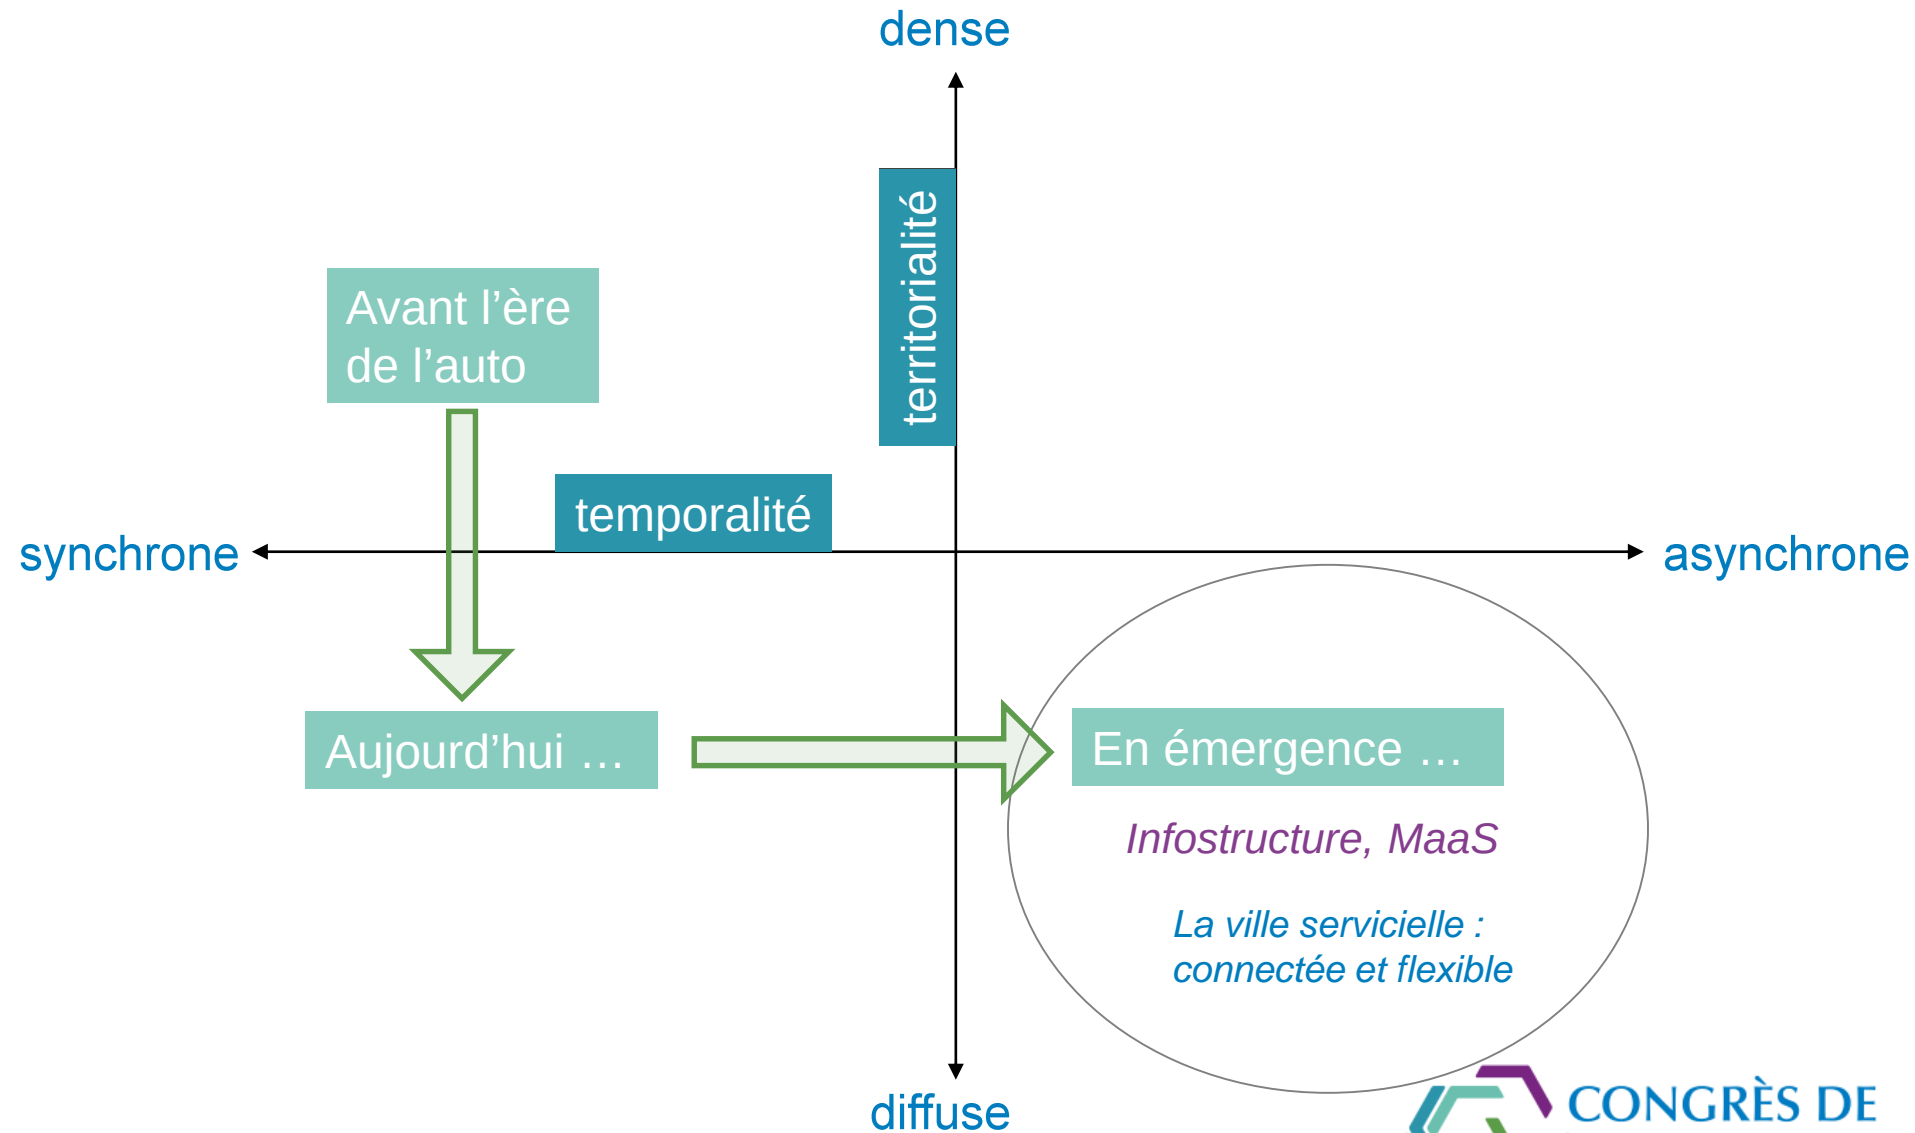 dense
territorialité
Avant l’ère
de l’auto
temporalité
synchrone
asynchrone
Aujourd’hui …
En émergence …
Infostructure, MaaS
La ville servicielle :
connectée et flexible
diffuse
CONGRÈS DE